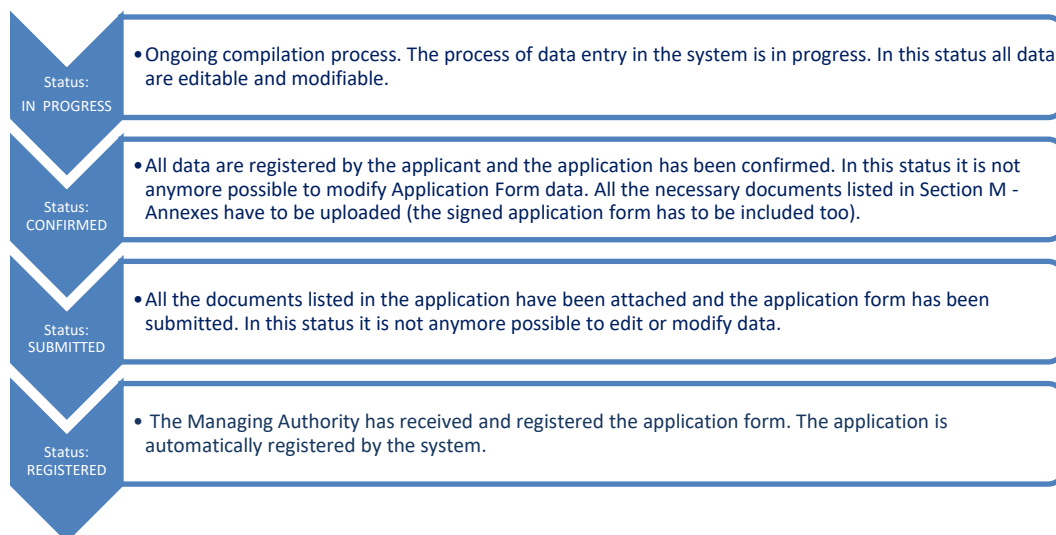 Status:
IN PROGRESS
•Ongoing compilation process. The process of data entry in the system is in progress. In this status all data
are editable and modifiable.
Status:
CONFIRMED
•All data are registered by the applicant and the application has been confirmed. In this status it is not
anymore possible to modify Application Form data. All the necessary documents listed in Section M -
Annexes have to be uploaded (the signed application form has to be included too).
Status:
SUBMITTED
•All the documents listed in the application have been attached and the application form has been
submitted. In this status it is not anymore possible to edit or modify data.
Status:
REGISTERED
• The Managing Authority has received and registered the application form. The application is
automatically registered by the system.